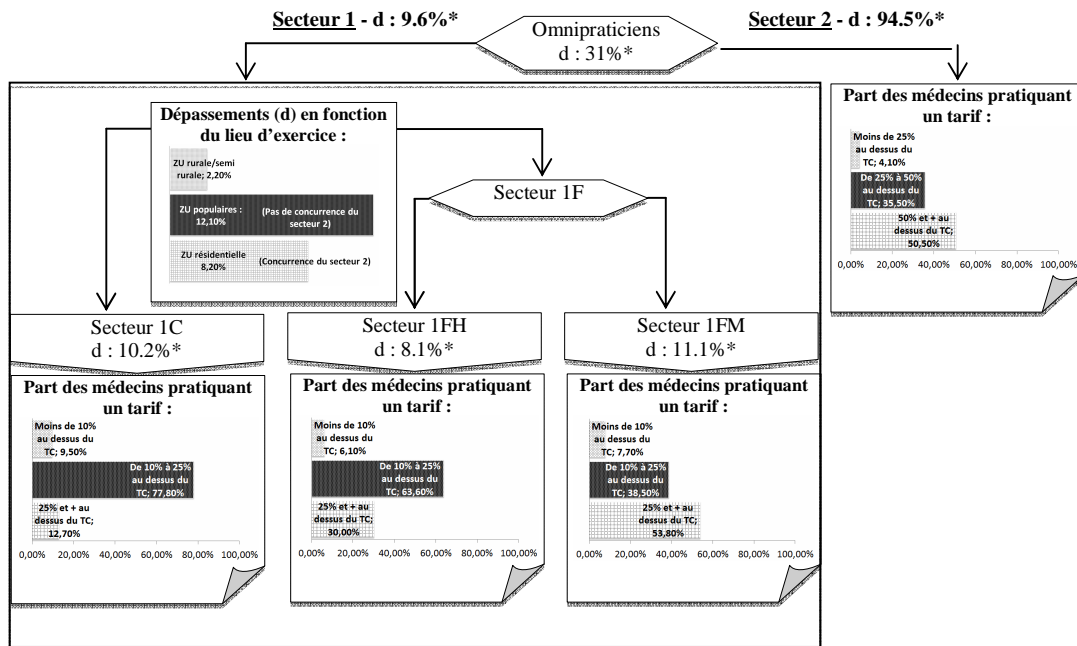 Secteur 1 - d : 9.6%*
Omnipraticiens
d : 31%*
Secteur 2 - d : 94.5%*
Dépassements (d) en fonction
du lieu d'exercice :
ZU rurale/semi
rurale; 2,20%
ZU populaires :
12,10%
(Pas de concurrence du
secteur 2)
ZU résidentielle
8,20%
(Concurrence du secteur 2)
Secteur 1F
Part des médecins pratiquant
un tarif :
Moins de 25%
au dessus du
TC; 4,10%
De 25% à 50%
au dessus du
TC; 35,50%
50% et + au
dessus du TC;
50,50%
0,00% 20,00% 40,00% 60,00% 80,00% 100,00%
Secteur 1C
d : 10.2%*
Part des médecins pratiquant
un tarif :
Moins de 10%
au dessus du
TC; 9,50%
De 10% à 25%
au dessus du
TC; 77,80%
25% et + au
dessus du TC;
12,70%
0,00% 20,00% 40,00% 60,00% 80,00% 100,00%
Secteur 1FH
d : 8.1%*
Part des médecins pratiquant
un tarif :
Moins de 10%
au dessus du
TC; 6,10%
De 10% à 25%
au dessus du
TC; 63,60%
25% et + au
dessus du TC;
30,00%
0,00% 20,00% 40,00% 60,00% 80,00% 100,00%
Secteur 1FM
d : 11.1%*
Part des médecins pratiquant
un tarif :
Moins de 10%
au dessus du
TC; 7,70%
De 10% à 25%
au dessus du
TC; 38,50%
25% et + au
dessus du TC;
53,80%
0,00% 20,00% 40,00% 60,00% 80,00% 100,00%